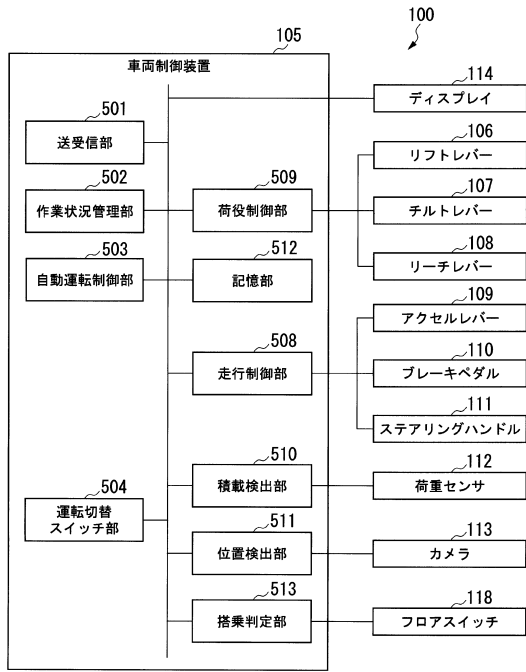 100
105
車両制御装置
114
ディスプレイ
501
送受信部
106
リフトレバー
502
作業状況管理部
509
荷役制御部
107
チルトレバー
503
自動運転制御部
512
記憶部
108
リーチレバー
109
アクセルレバー
508
走行制御部
110
ブレーキペダル
111
ステアリングハンドル
504
運転切替
スイッチ部
510
積載検出部
112
荷重センサ
511
位置検出部
113
カメラ
513
搭乗判定部
118
フロアスイッチ